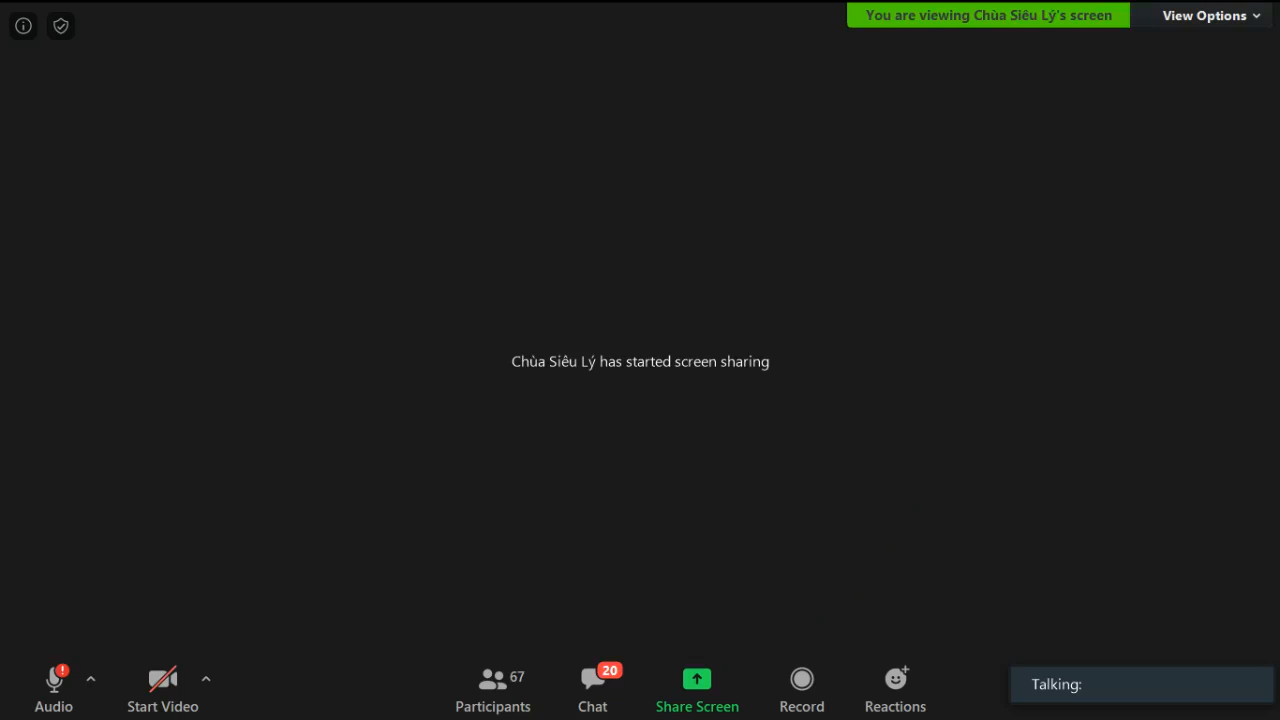 You are viewing Chùa Siêu Lý's screen
View Options
Chùa Siêu Lý has started screen sharing
67
20
Audio
Start Video
Participants
Chat
Share Screen
Record
Reactions
Talking: